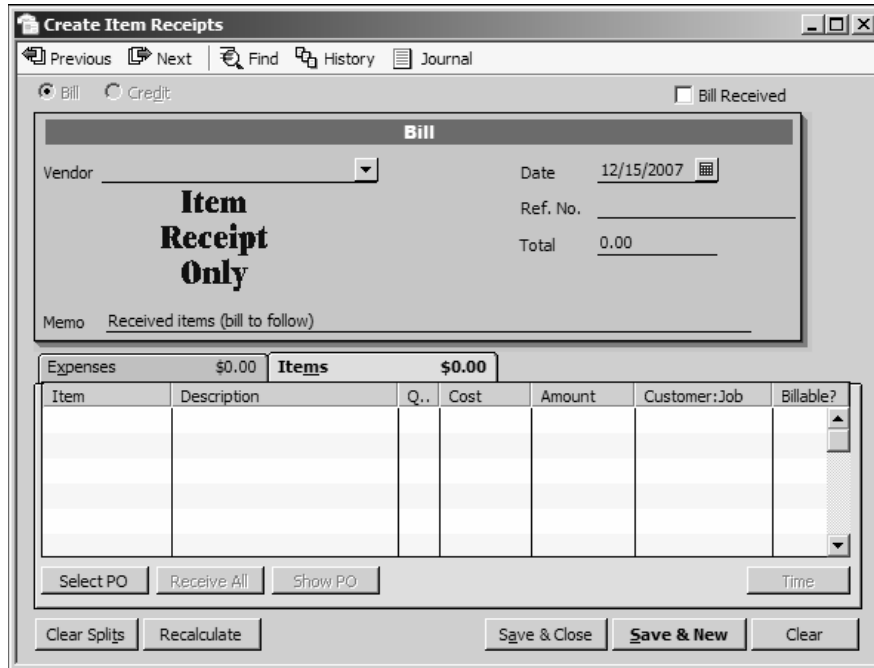 Create Item Receipts
Previous Next Find History Journal
Bill Credit Bill Received
Bill
Vendor Date 12/15/2007
Item
Receipt
Only
Ref. No.
Total 0.00
Memo Received items (bill to follow)
Expenses $0.00 Items $0.00
Item Description Q.. Cost Amount Customer:Job Billable?
Select PO Receive All Show PO Time
Clear Splits Recalculate Save & Close Save & New Clear